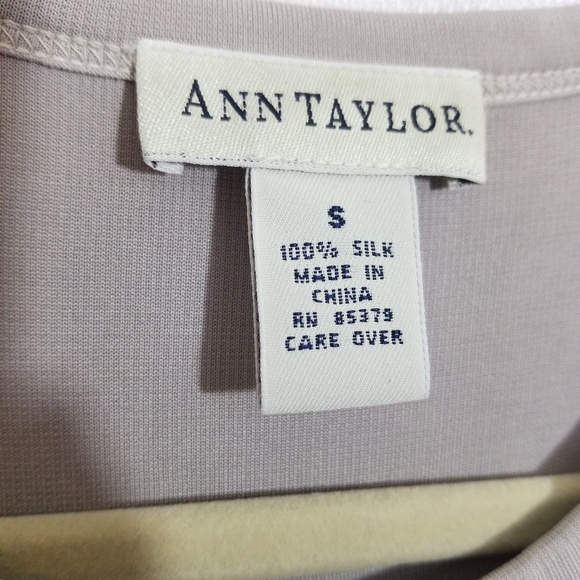 ANN TAYLOR.
S
100% SILK
MADE IN
CHINA
RN 85379
CARE OVER